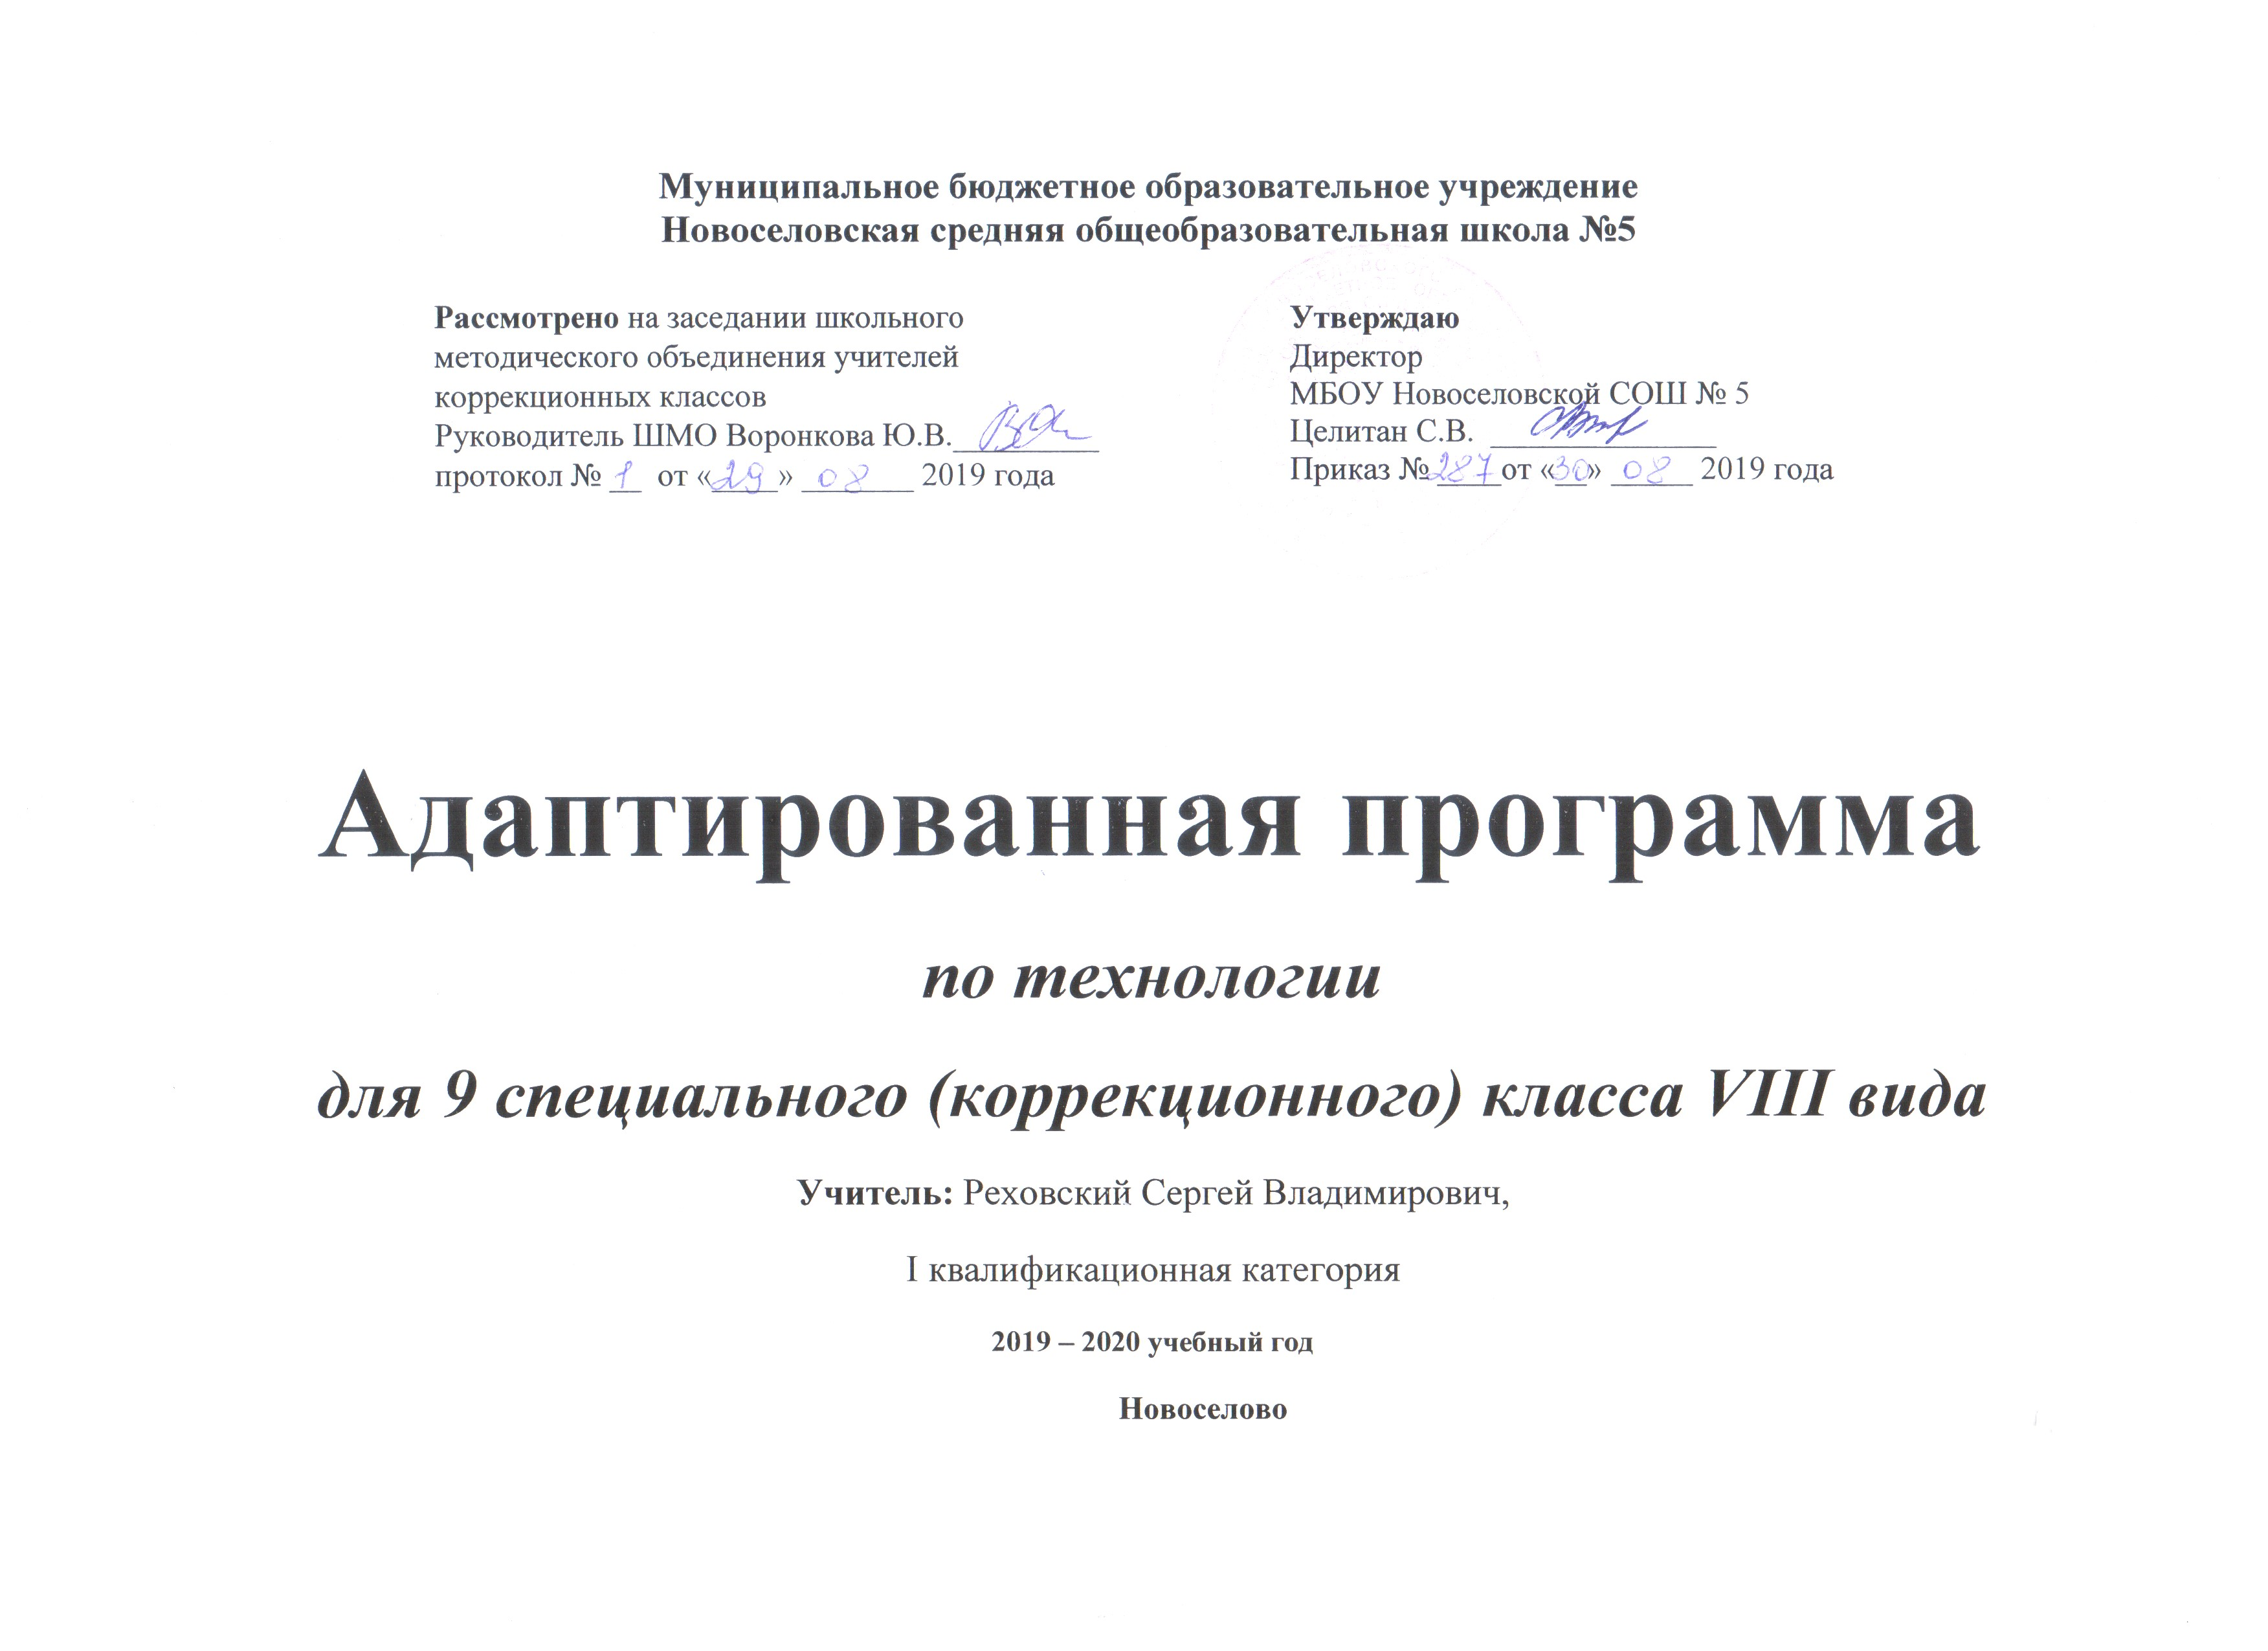 Муниципальное бюджетное образовательное учреждение
Новоселовская средняя общеобразовательная школа №5
Рассмотрено на заседании школьного
методического объединения учителей
коррекционных классов
Руководитель ШМО Воронкова Ю.В.
протокол № 1 от «29» 08 2019 года
Утверждаю
Директор
МБОУ Новоселовской СОШ № 5
Целитан С.В.
Приказ № 287 от «30» 08 2019 года
Адаптированная программа
по технологии
для 9 специального (коррекционного) класса VIII вида
Учитель: Реховский Сергей Владимирович,
I квалификационная категория
2019 – 2020 учебный год
Новоселово